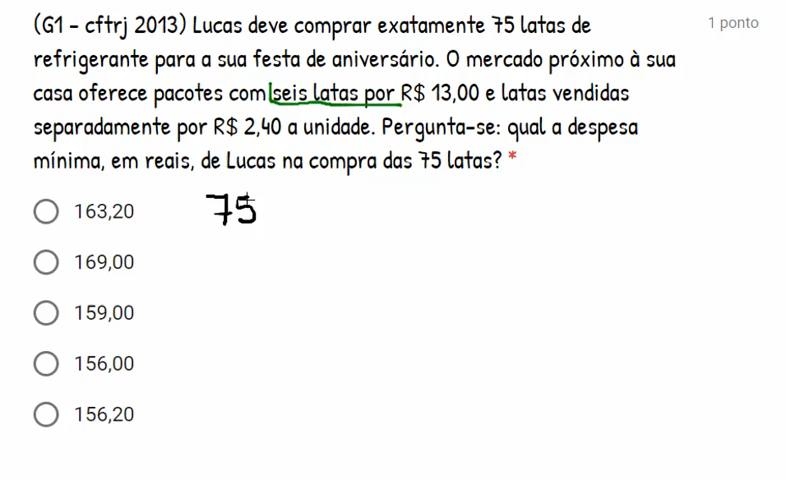 (G1 - cftrj 2013) Lucas deve comprar exatamente 75 latas de
1 ponto
refrigerante para a sua festa de aniversário. O mercado próximo à sua
casa oferece pacotes com seis latas por R$ 13,00 e latas vendidas
separadamente por R$ 2,40 a unidade. Pergunta-se: qual a despesa
mínima, em reais, de Lucas na compra das 75 latas? *
163,20
75
169,00
159,00
156,00
156,20